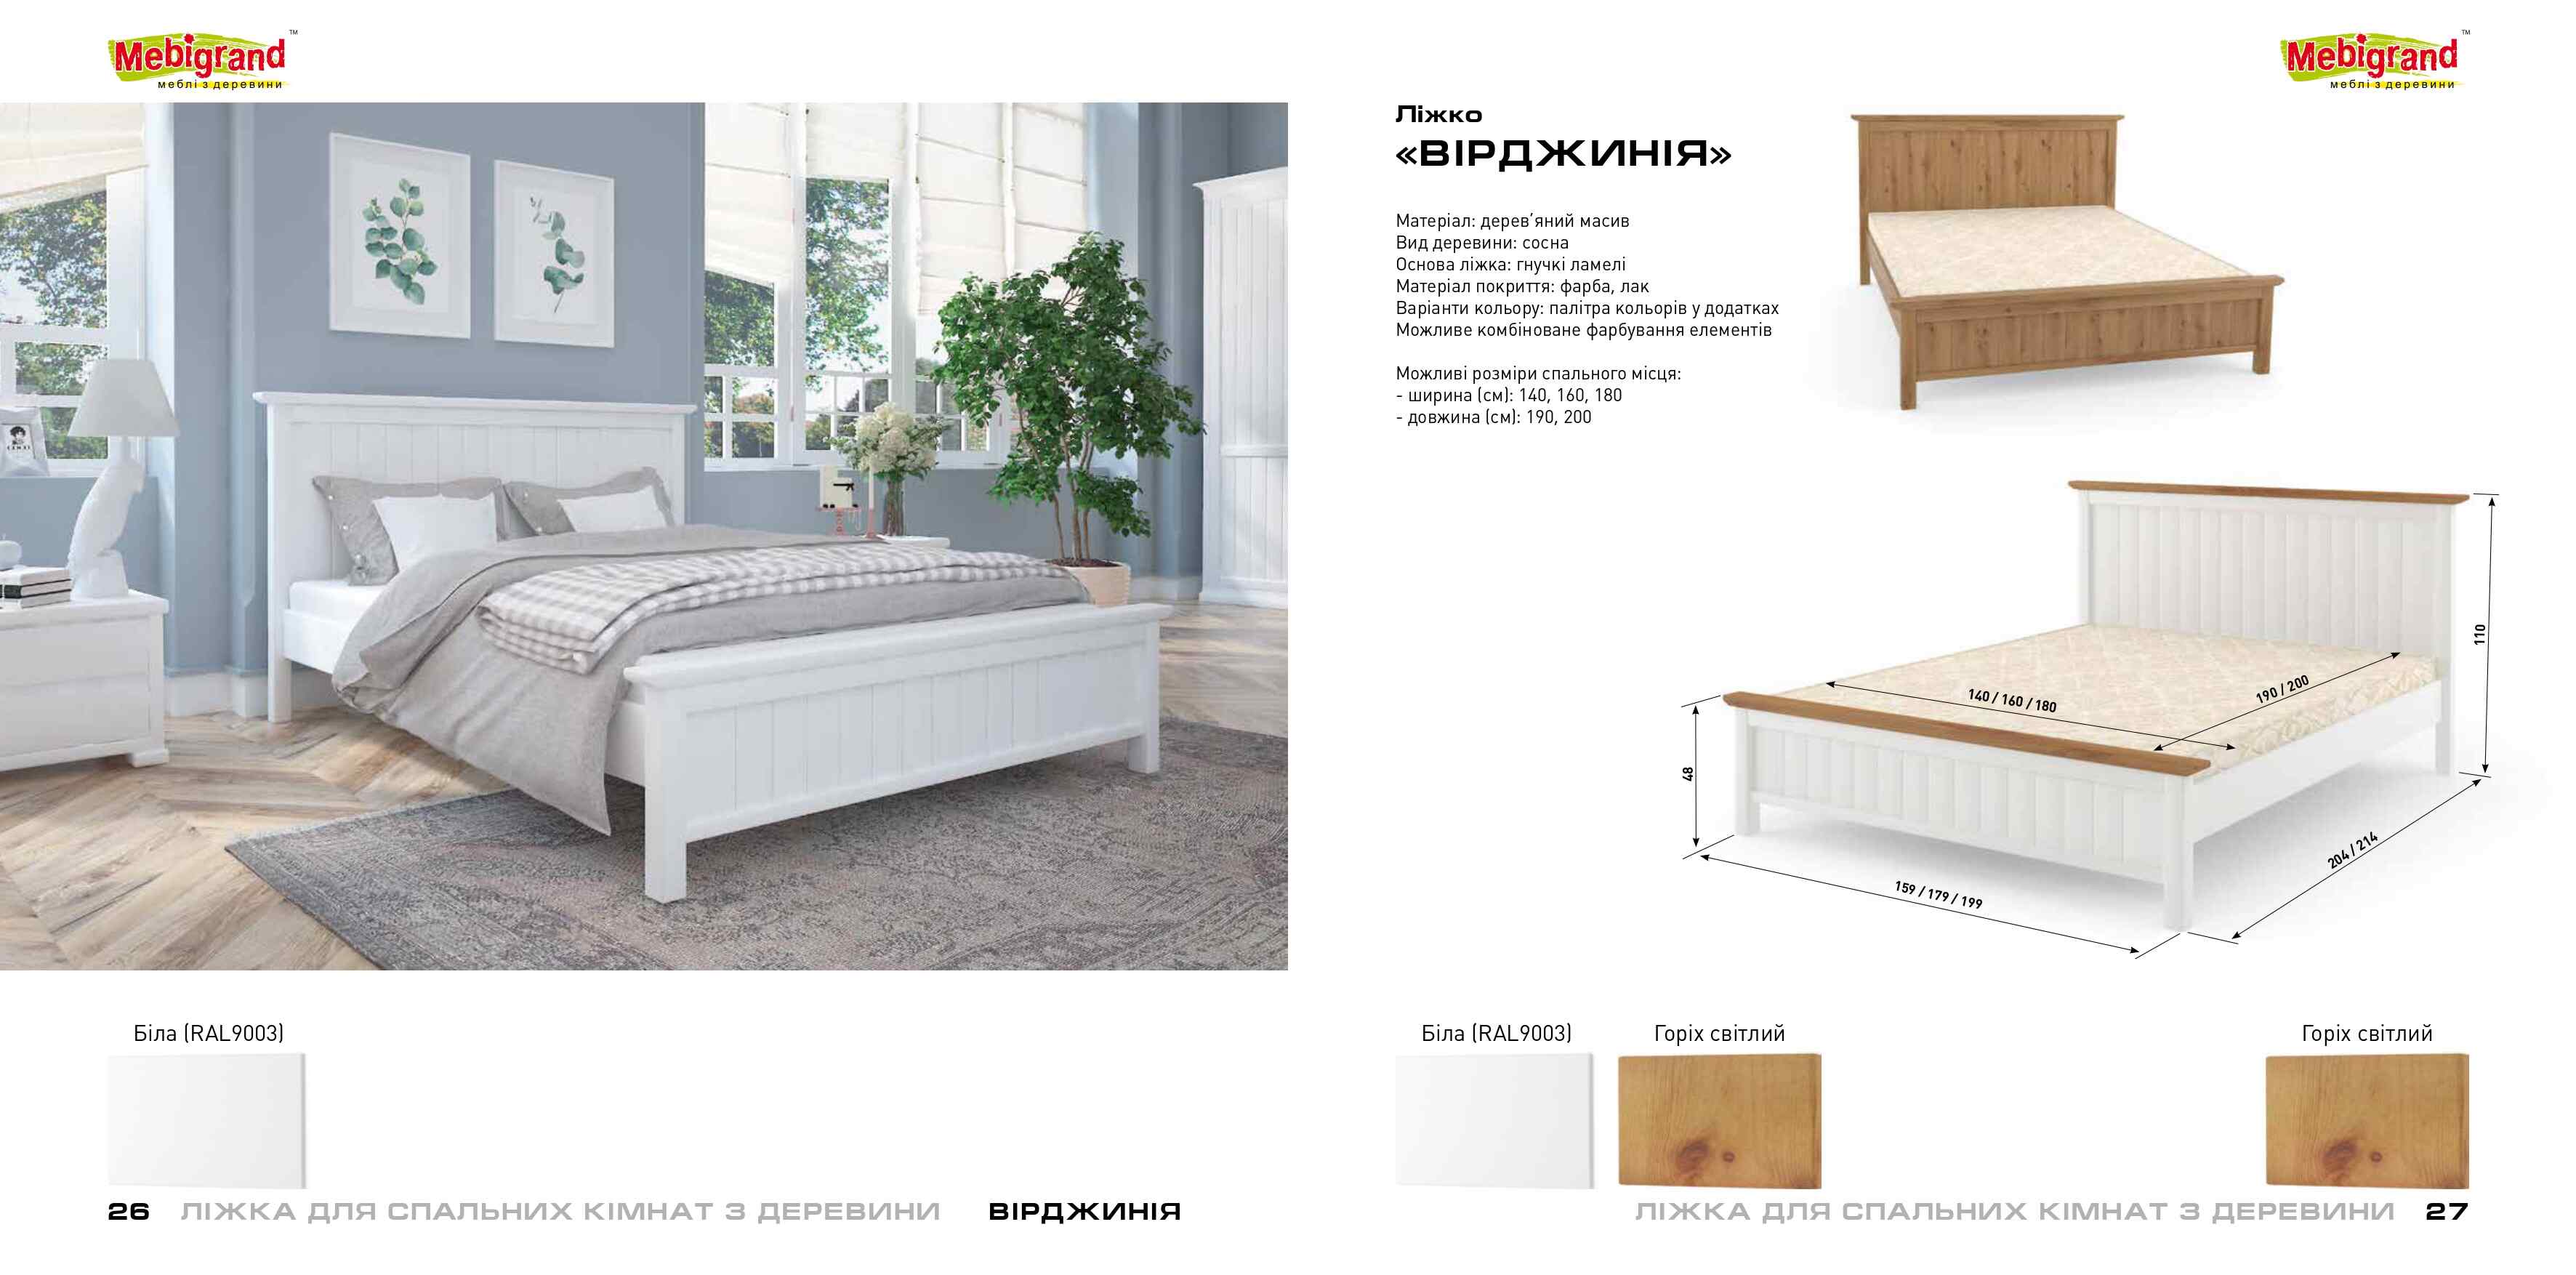 Mebigrand
TM
меблі з деревини
Біла (RAL9003)
26 ЛІЖКА ДЛЯ СПАЛЬНИХ КІМНАТ З ДЕРЕВИНИ ВІРДЖИНІЯ
Mebigrand
TM
меблі з деревини
Ліжко
«ВІРДЖИНІЯ»
Матеріал: дерев’яний масив
Вид деревини: сосна
Основа ліжка: гнучкі ламелі
Матеріал покриття: фарба, лак
Варіанти кольору: палітра кольорів у додатках
Можливе комбіноване фарбування елементів
Можливі розміри спального місця:
- ширина (см): 140, 160, 180
- довжина (см): 190, 200
110
140 / 160 / 180
190 / 200
48
204 / 214
159 / 179 / 199
Біла (RAL9003)
Горіх світлий
Горіх світлий
ЛІЖКА ДЛЯ СПАЛЬНИХ КІМНАТ З ДЕРЕВИНИ 27